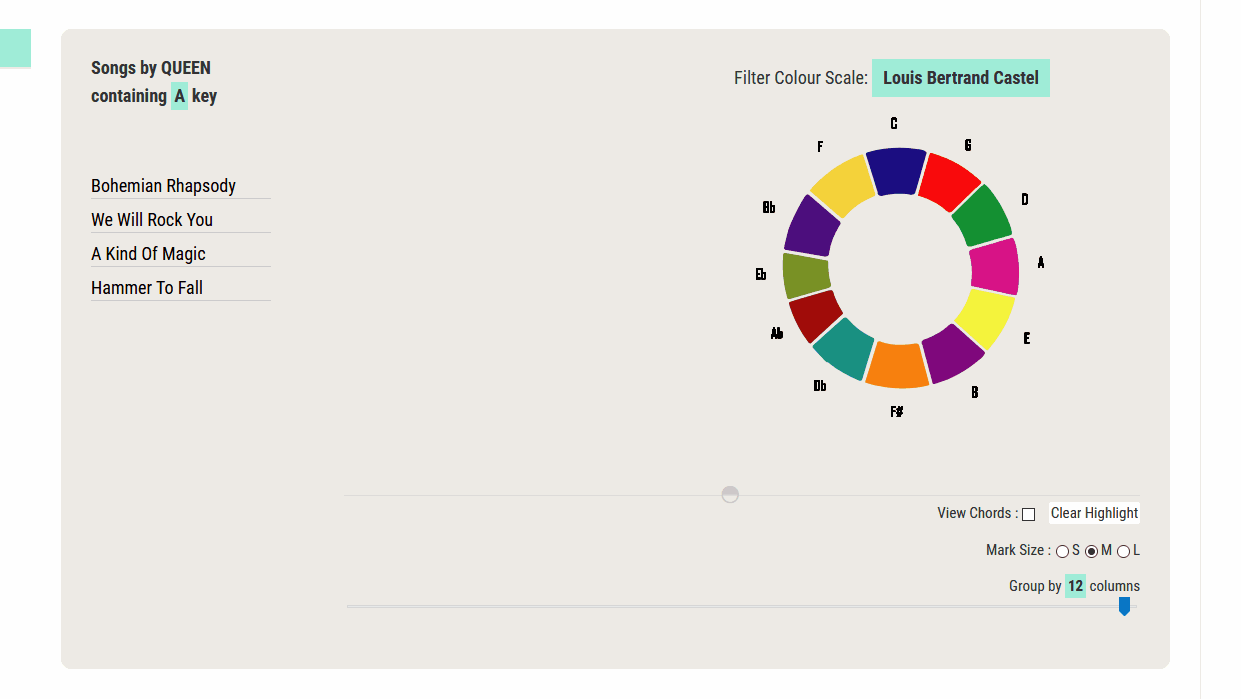 Songs by QUEEN
containing A key
Bohemian Rhapsody
We Will Rock You
A Kind Of Magic
Hammer To Fall
Filter Colour Scale: Louis Bertrand Castel
C
G
D
A
E
B
F#
Db
Ab
Eb
Bb
F
View Chords : Clear Highlight
Mark Size : S M L
Group by 12 columns